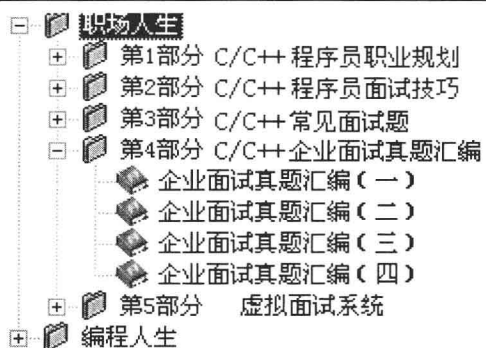 职场人生
第1部分 C/C++程序员职业规划
第2部分 C/C++程序员面试技巧
第3部分 C/C++常见面试题
第4部分 C/C++企业面试真题汇编
企业面试真题汇编(一)
企业面试真题汇编(二)
企业面试真题汇编(三)
企业面试真题汇编(四)
第5部分 虚拟面试系统
编程人生